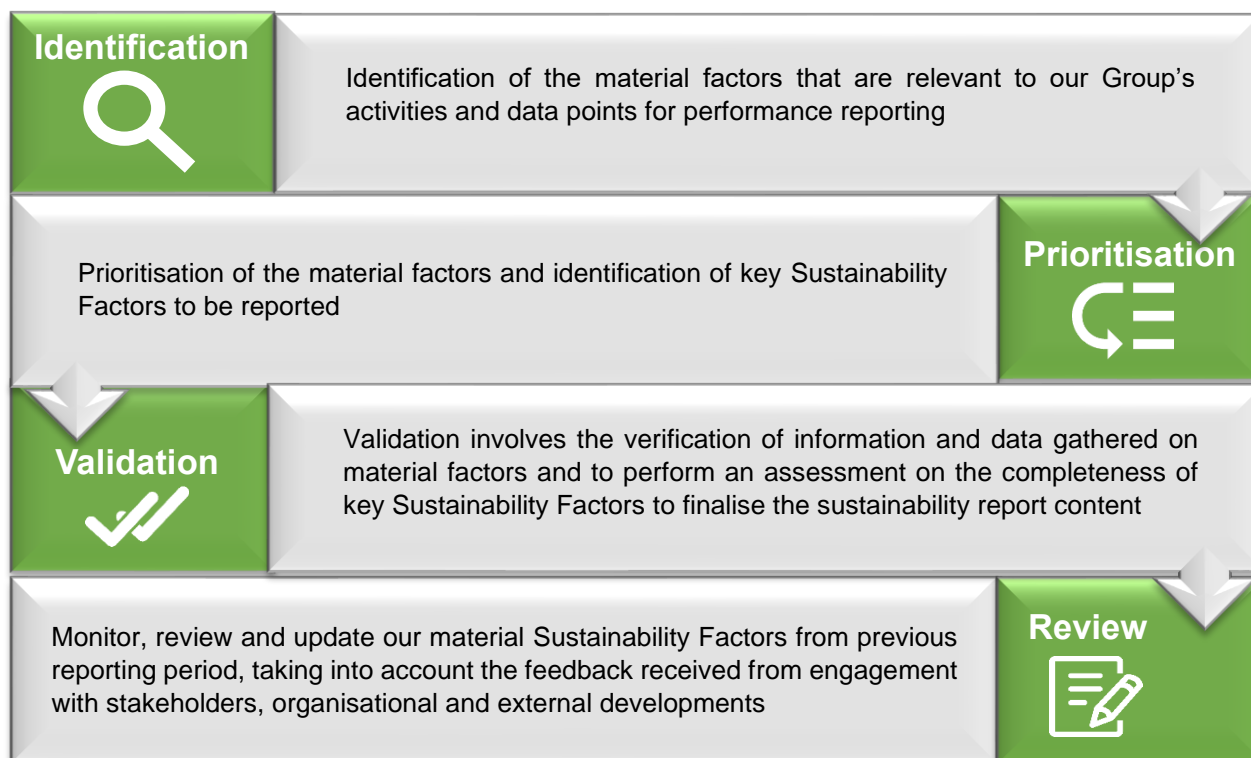 Identification
Identification of the material factors that are relevant to our Group’s
activities and data points for performance reporting
Prioritisation of the material factors and identification of key Sustainability
Factors to be reported
Prioritisation
Validation
Validation involves the verification of information and data gathered on
material factors and to perform an assessment on the completeness of
key Sustainability Factors to finalise the sustainability report content
Monitor, review and update our material Sustainability Factors from previous
reporting period, taking into account the feedback received from engagement
with stakeholders, organisational and external developments
Review